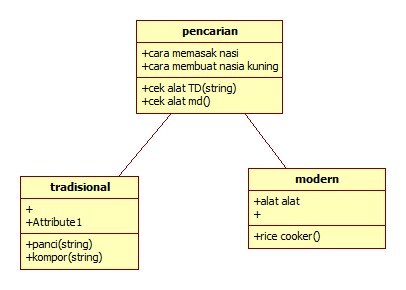 pencarian
+cara memasak nasi
+cara membuat nasia kuning
+cek alat TD(string)
+cek alat md()
tradisional
+
+Attribute1
+panci(string)
+kompor(string)
modern
+alat alat
+
+rice cooker()